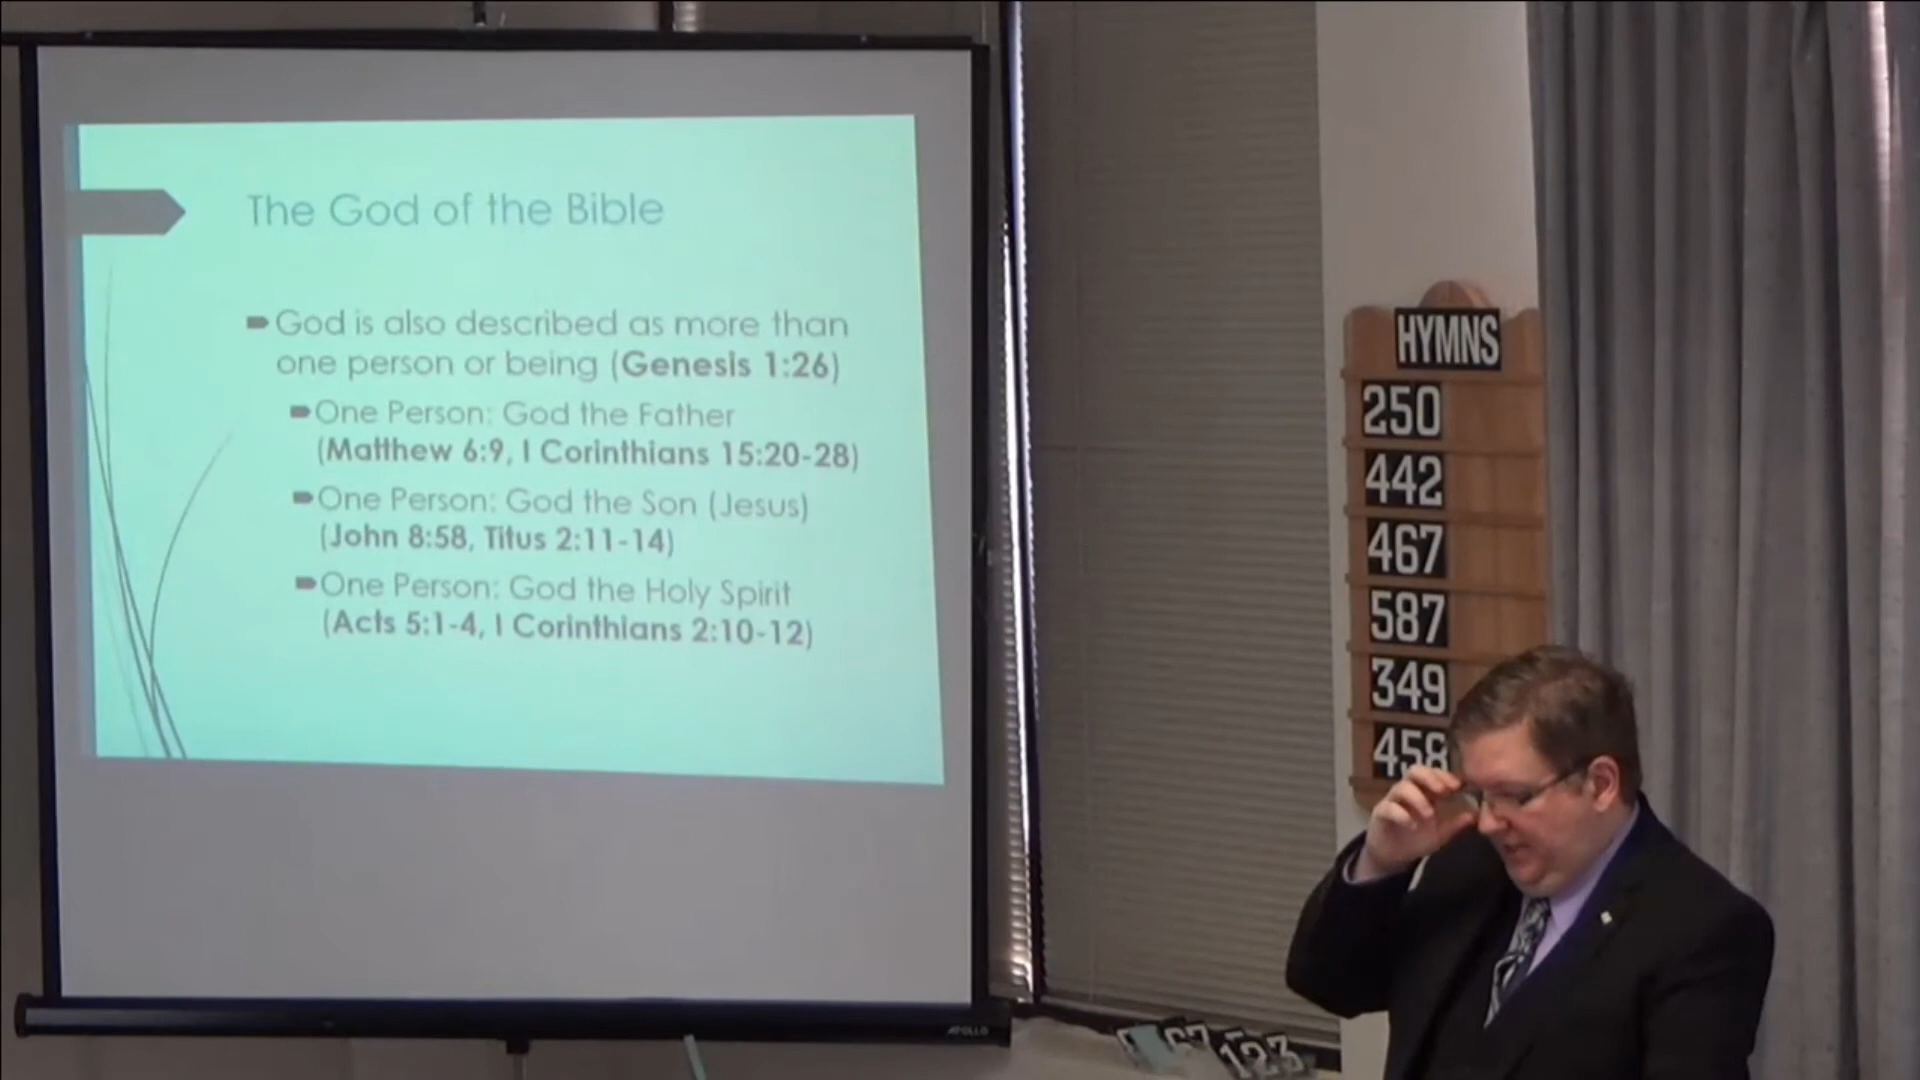 The God of the Bible
God is also described as more than
one person or being (Genesis 1:26)
One Person: God the Father
(Matthew 6:9, I Corinthians 15:20-28)
One Person: God the Son (Jesus)
(John 8:58, Titus 2:11-14)
One Person: God the Holy Spirit
(Acts 5:1-4, I Corinthians 2:10-12)
APOLLO
HYMNS
250
442
467
587
349
458
67
123